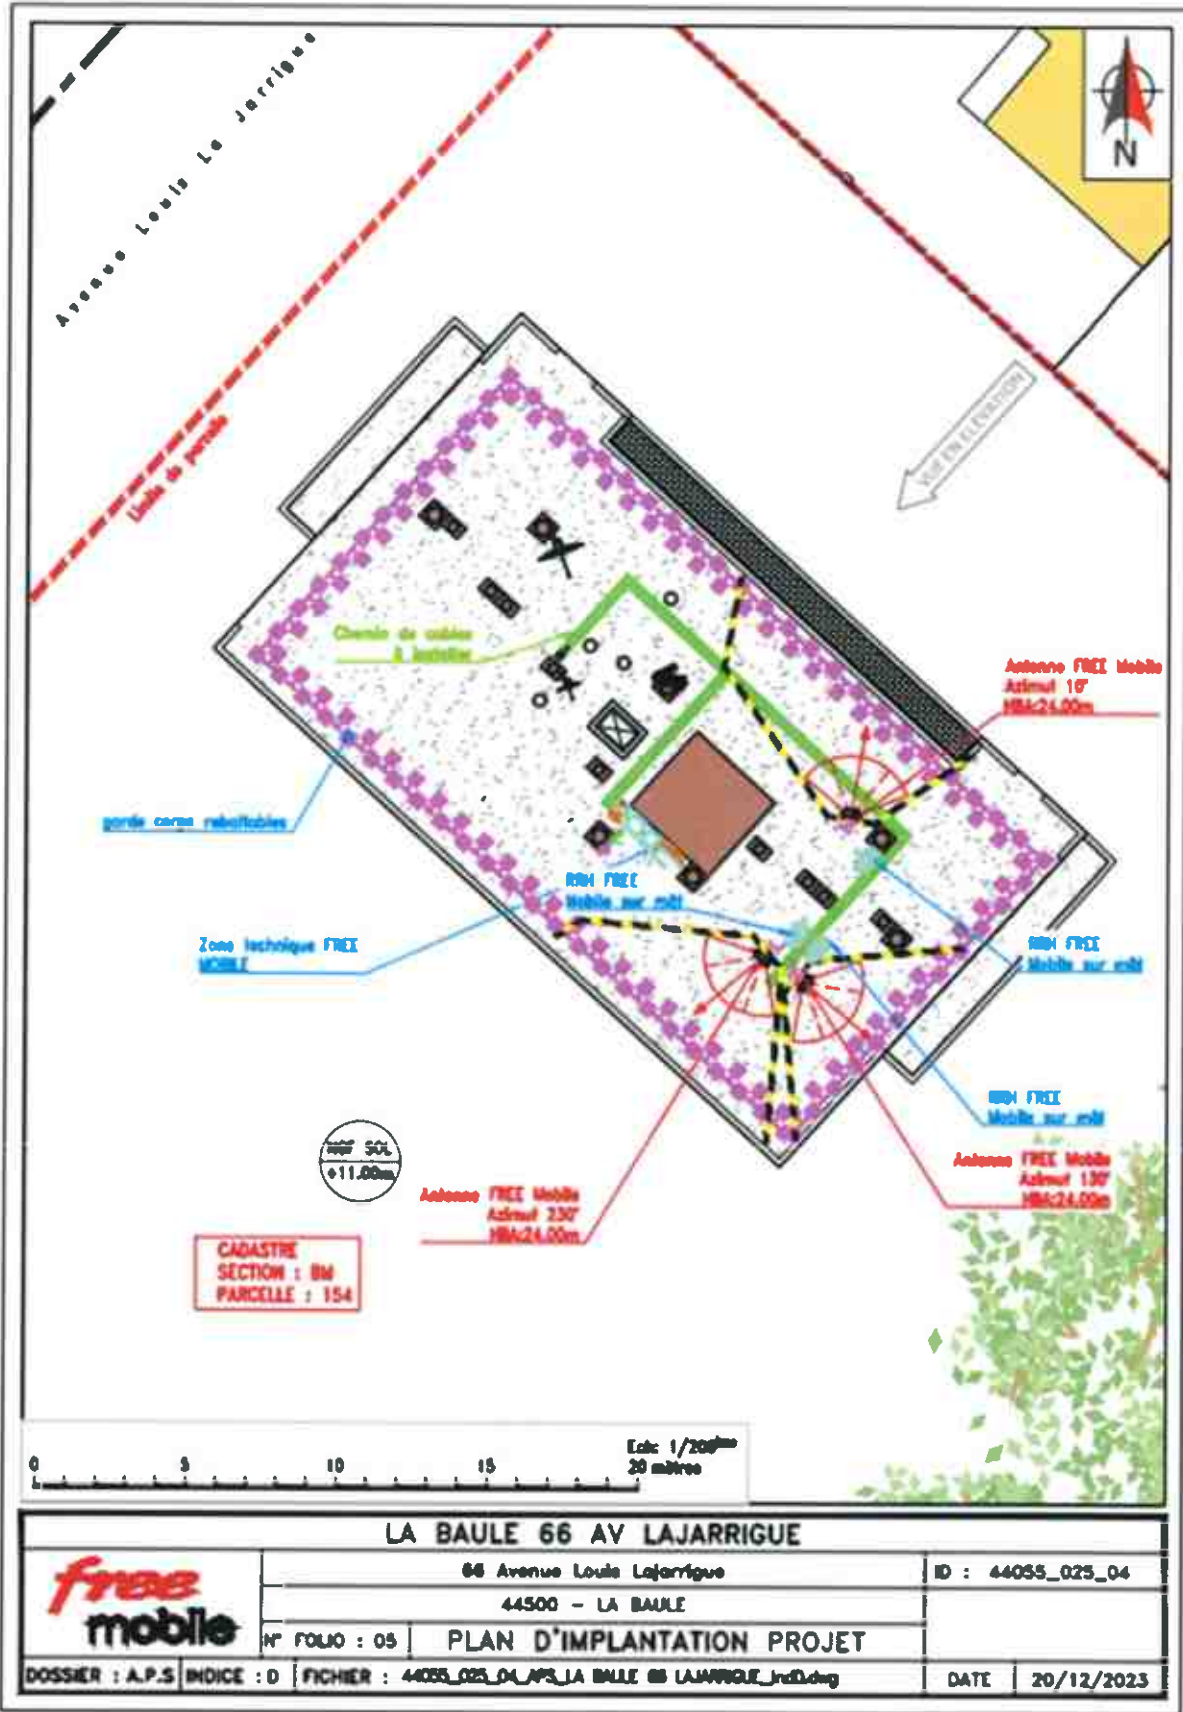 N
Avenue Louis La Jarrigue
Limite de parcelle
VUE EN ELEVATION
Chemin de cables
à installer
Antenne FREE Mobile
Azimut 10°
HBA:24.00m
garde corps rabattables
RRH FREE
Mobile sur mât
Zone technique FREE
MOBILE
RRH FREE
Mobile sur mât
RRH FREE
Mobile sur mât
NGF SOL
+11.00m
Antenne FREE Mobile
Azimut 130°
HBA:24.00m
Antenne FREE Mobile
Azimut 230°
HBA:24.00m
CADASTRE
SECTION : BM
PARCELLE : 154
Ech: 1/200ème
0 5 10 15 20 mètres
LA BAULE 66 AV LAJARRIGUE
free
mobile
66 Avenue Louis Lajarrigue
ID : 44055_025_04
44500 - LA BAULE
N° FOLIO : 05
PLAN D'IMPLANTATION PROJET
DOSSIER : A.P.S
INDICE : D
FICHIER : 44055_025_04_APS_LA BAULE 66 LAJARRIGUE_IndD.dwg
DATE
20/12/2023